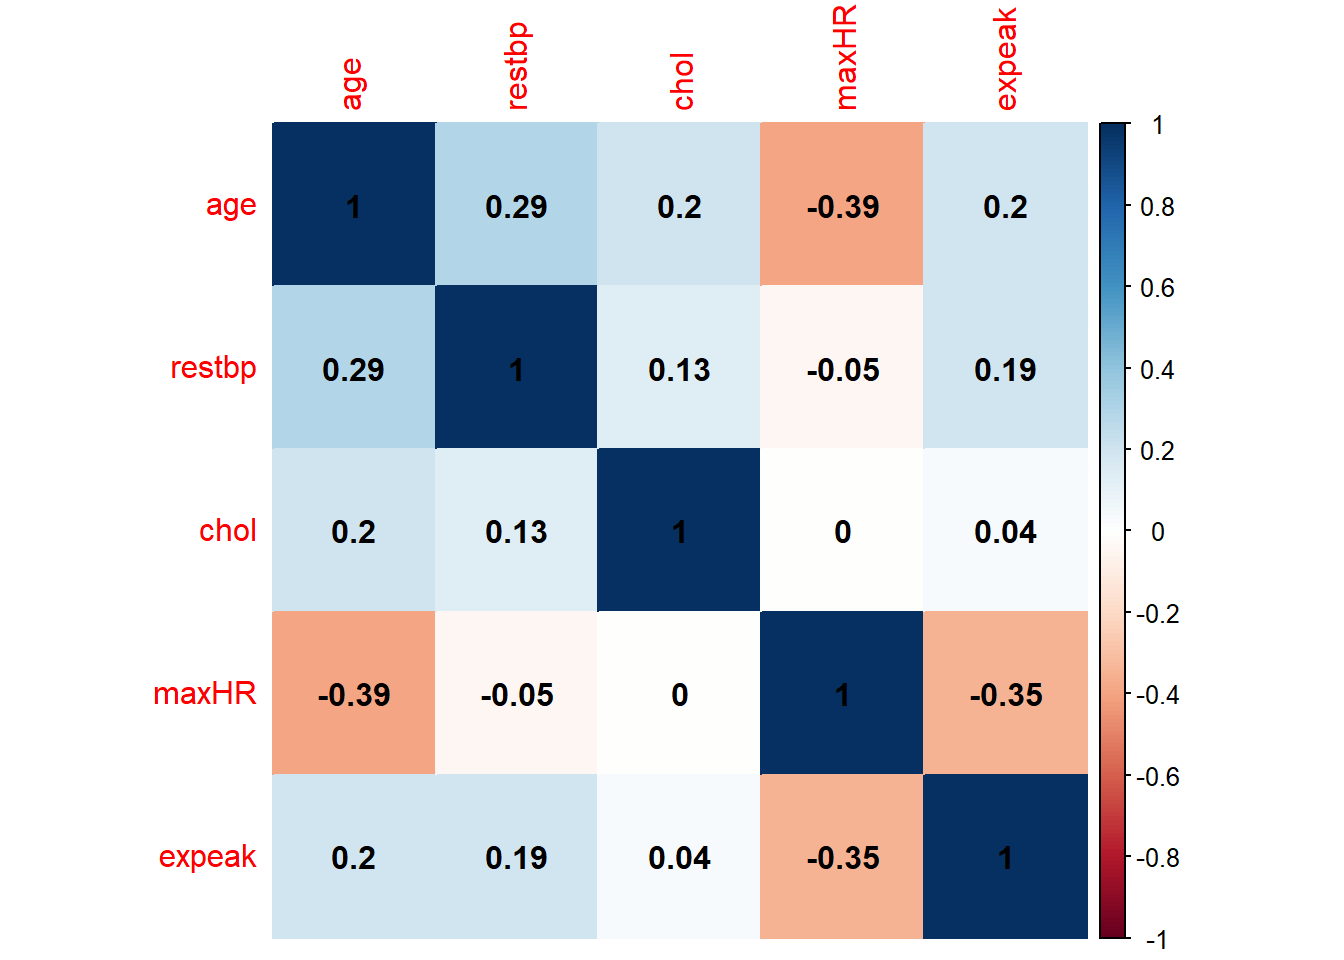 age restbp chol maxHR expeak
age 1 0.29 0.2 -0.39 0.2
restbp 0.29 1 0.13 -0.05 0.19
chol 0.2 0.13 1 0 0.04
maxHR -0.39 -0.05 0 1 -0.35
expeak 0.2 0.19 0.04 -0.35 1
1
0.8
0.6
0.4
0.2
0
-0.2
-0.4
-0.6
-0.8
-1